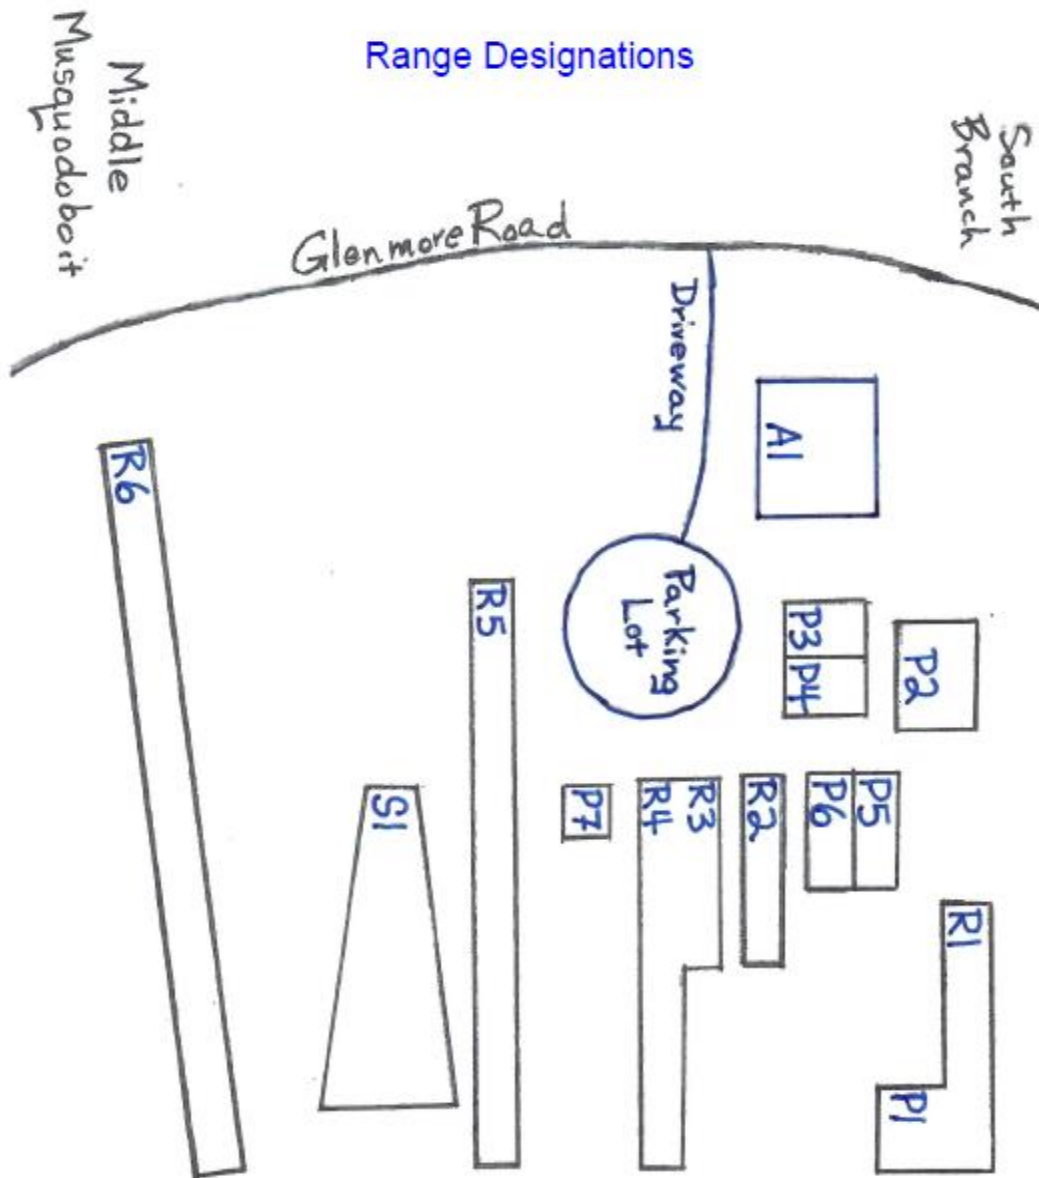 Range Designations
Middle
Musquodoboit
South
Branch
Glenmore Road
Driveway
A1
R6
R5
Parking
Lot
P3
P4
P2
S1
P7
R4
R3
R2
P6
P5
R1
P1